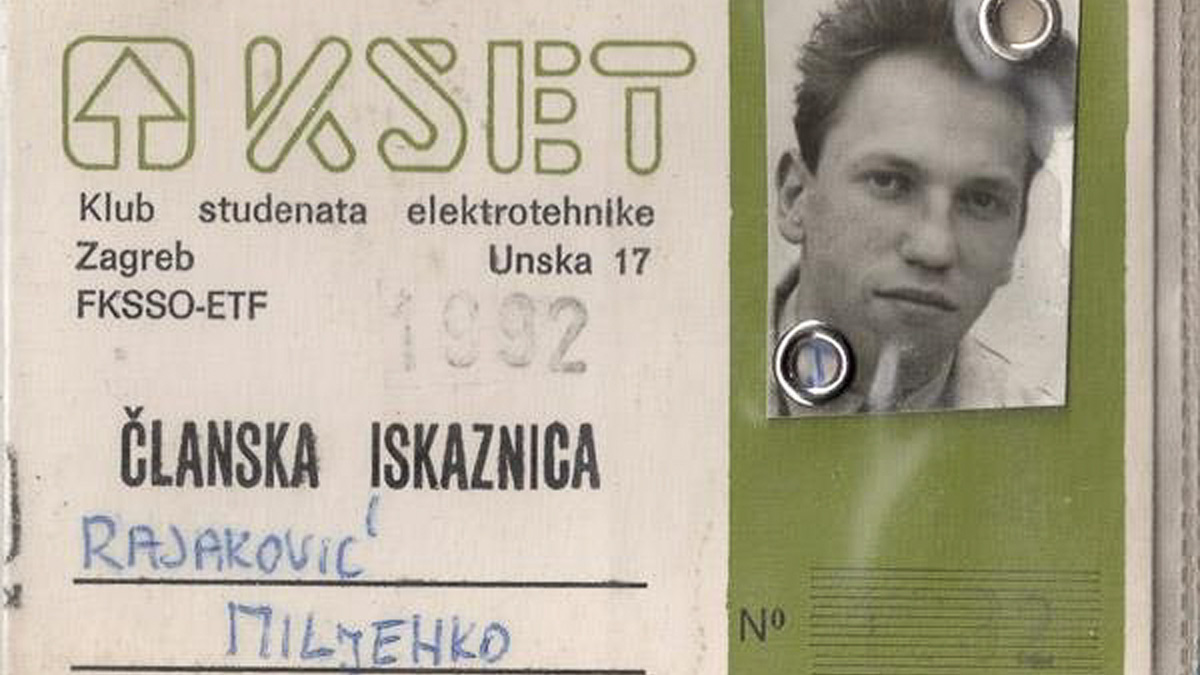 KSET
Klub studenata elektrotehnike
Zagreb Unska 17
FKSSO-ETF
1992
ČLANSKA ISKAZNICA
RAJAKOVIĆ
MILJENKO
Nº